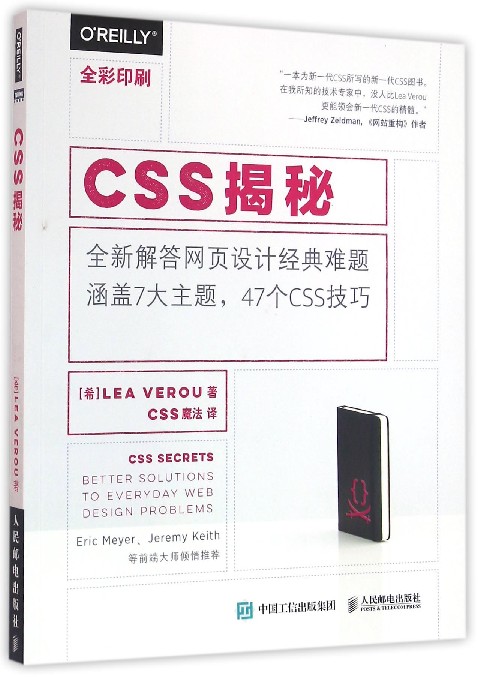 O'REILLY®
全彩印刷
“一本为新一代CSS所写的新一代CSS图书。
在我所知的技术专家中，没人比Lea Verou
更能领会新一代CSS的精髓。”
——Jeffrey Zeldman，《网站重构》作者
CSS揭秘
全新解答网页设计经典难题
涵盖7大主题，47个CSS技巧
[希]LEA VEROU 著
CSS魔法 译
CSS SECRETS
BETTER SOLUTIONS
TO EVERYDAY WEB
DESIGN PROBLEMS
Eric Meyer、Jeremy Keith
等前端大师倾情推荐
中国工信出版集团
人民邮电出版社
POSTS & TELECOM PRESS
O'REILLY®
CSS揭秘
[希]LEA VEROU 著
人民邮电出版社